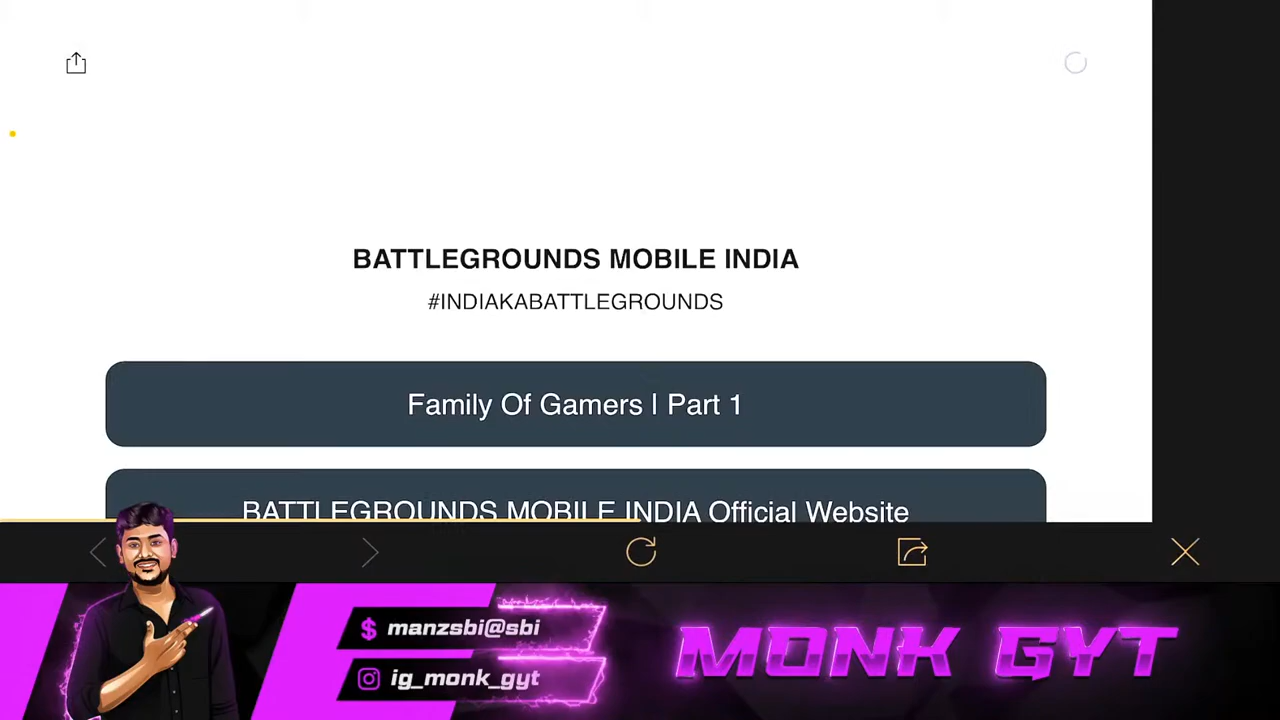 BATTLEGROUNDS MOBILE INDIA
#INDIAKABATTLEGROUNDS
Family Of Gamers | Part 1
BATTLEGROUNDS MOBILE INDIA Official Website
$ manzsbi@sbi
ig_monk_gyt
MONK GYT